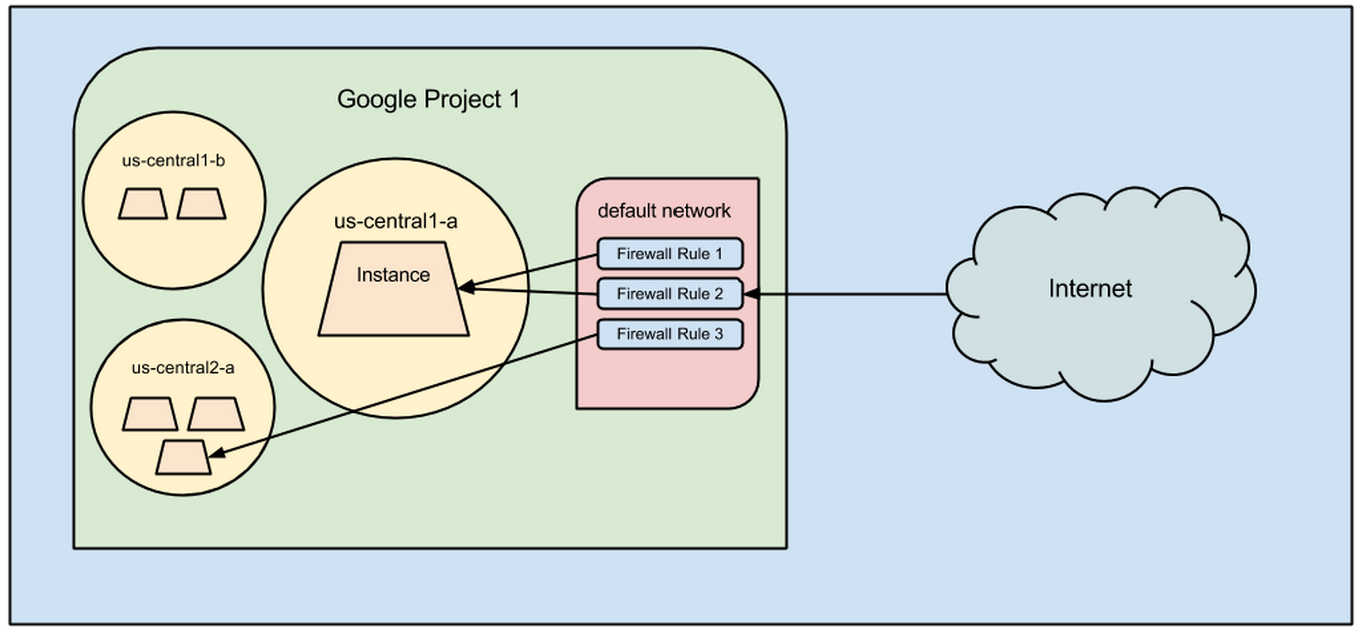 Google Project 1
us-central1-b
us-central1-a
Instance
us-central2-a
default network
Firewall Rule 1
Firewall Rule 2
Firewall Rule 3
Internet